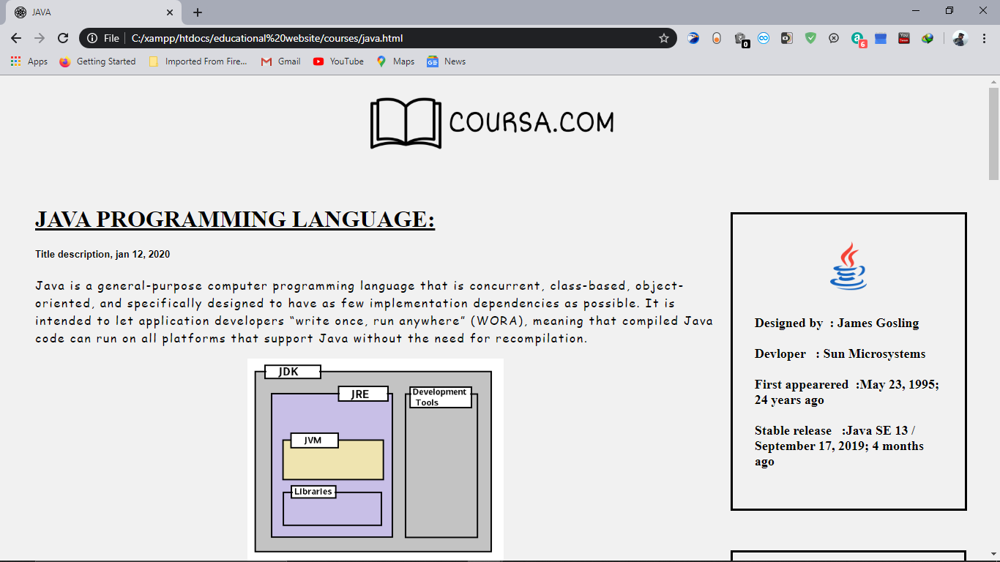 JAVA
File
C:/xampp/htdocs/educational%20website/courses/java.html
0
6
You
Apps
Getting Started
Imported From Fire...
Gmail
YouTube
Maps
News
COURSA.COM
JAVA PROGRAMMING LANGUAGE:
Title description, jan 12, 2020
Java is a general-purpose computer programming language that is concurrent, class-based, object-
oriented, and specifically designed to have as few implementation dependencies as possible. It is
intended to let application developers “write once, run anywhere” (WORA), meaning that compiled Java
code can run on all platforms that support Java without the need for recompilation.
JDK
JRE
Development
Tools
JVM
Libraries
Designed by : James Gosling
Devloper : Sun Microsystems
First appearered :May 23, 1995;
24 years ago
Stable release :Java SE 13 /
September 17, 2019; 4 months
ago